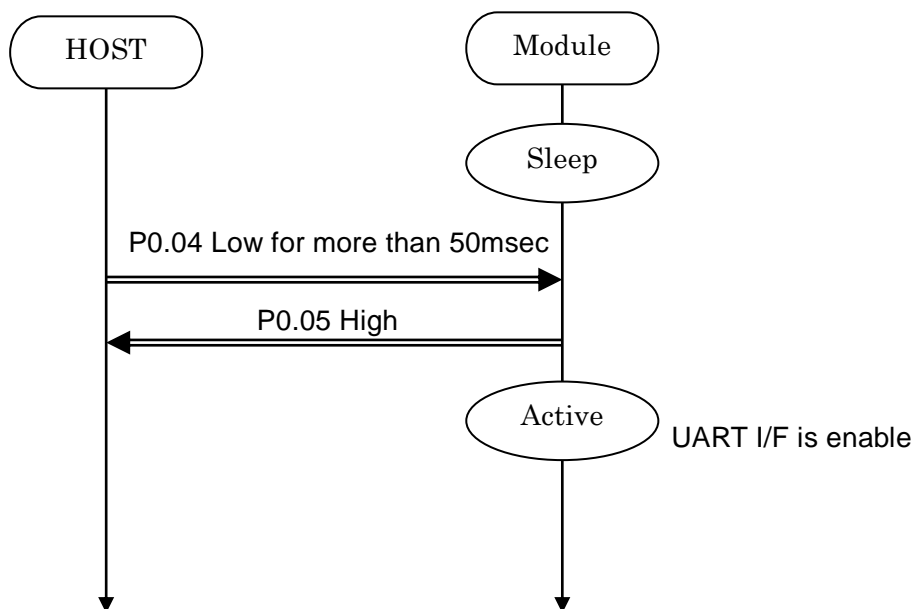 HOST
Module
Sleep
P0.04 Low for more than 50msec
P0.05 High
Active
UART I/F is enable